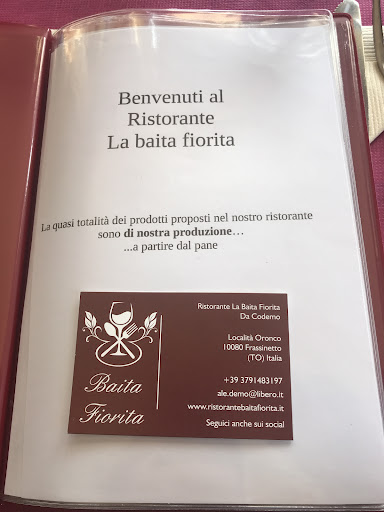 Benvenuti al
Ristorante
La baita fiorita
La quasi totalità dei prodotti proposti nel nostro ristorante
sono di nostra produzione…
...a partire dal pane
Baita
Fiorita
Ristorante La Baita Fiorita
Da Codemo
Località Oronco
10080 Frassinetto
(TO) Italia
+39 3791483197
ale.demo@libero.it
www.ristorantebaitafiorita.it
Seguici anche sui social